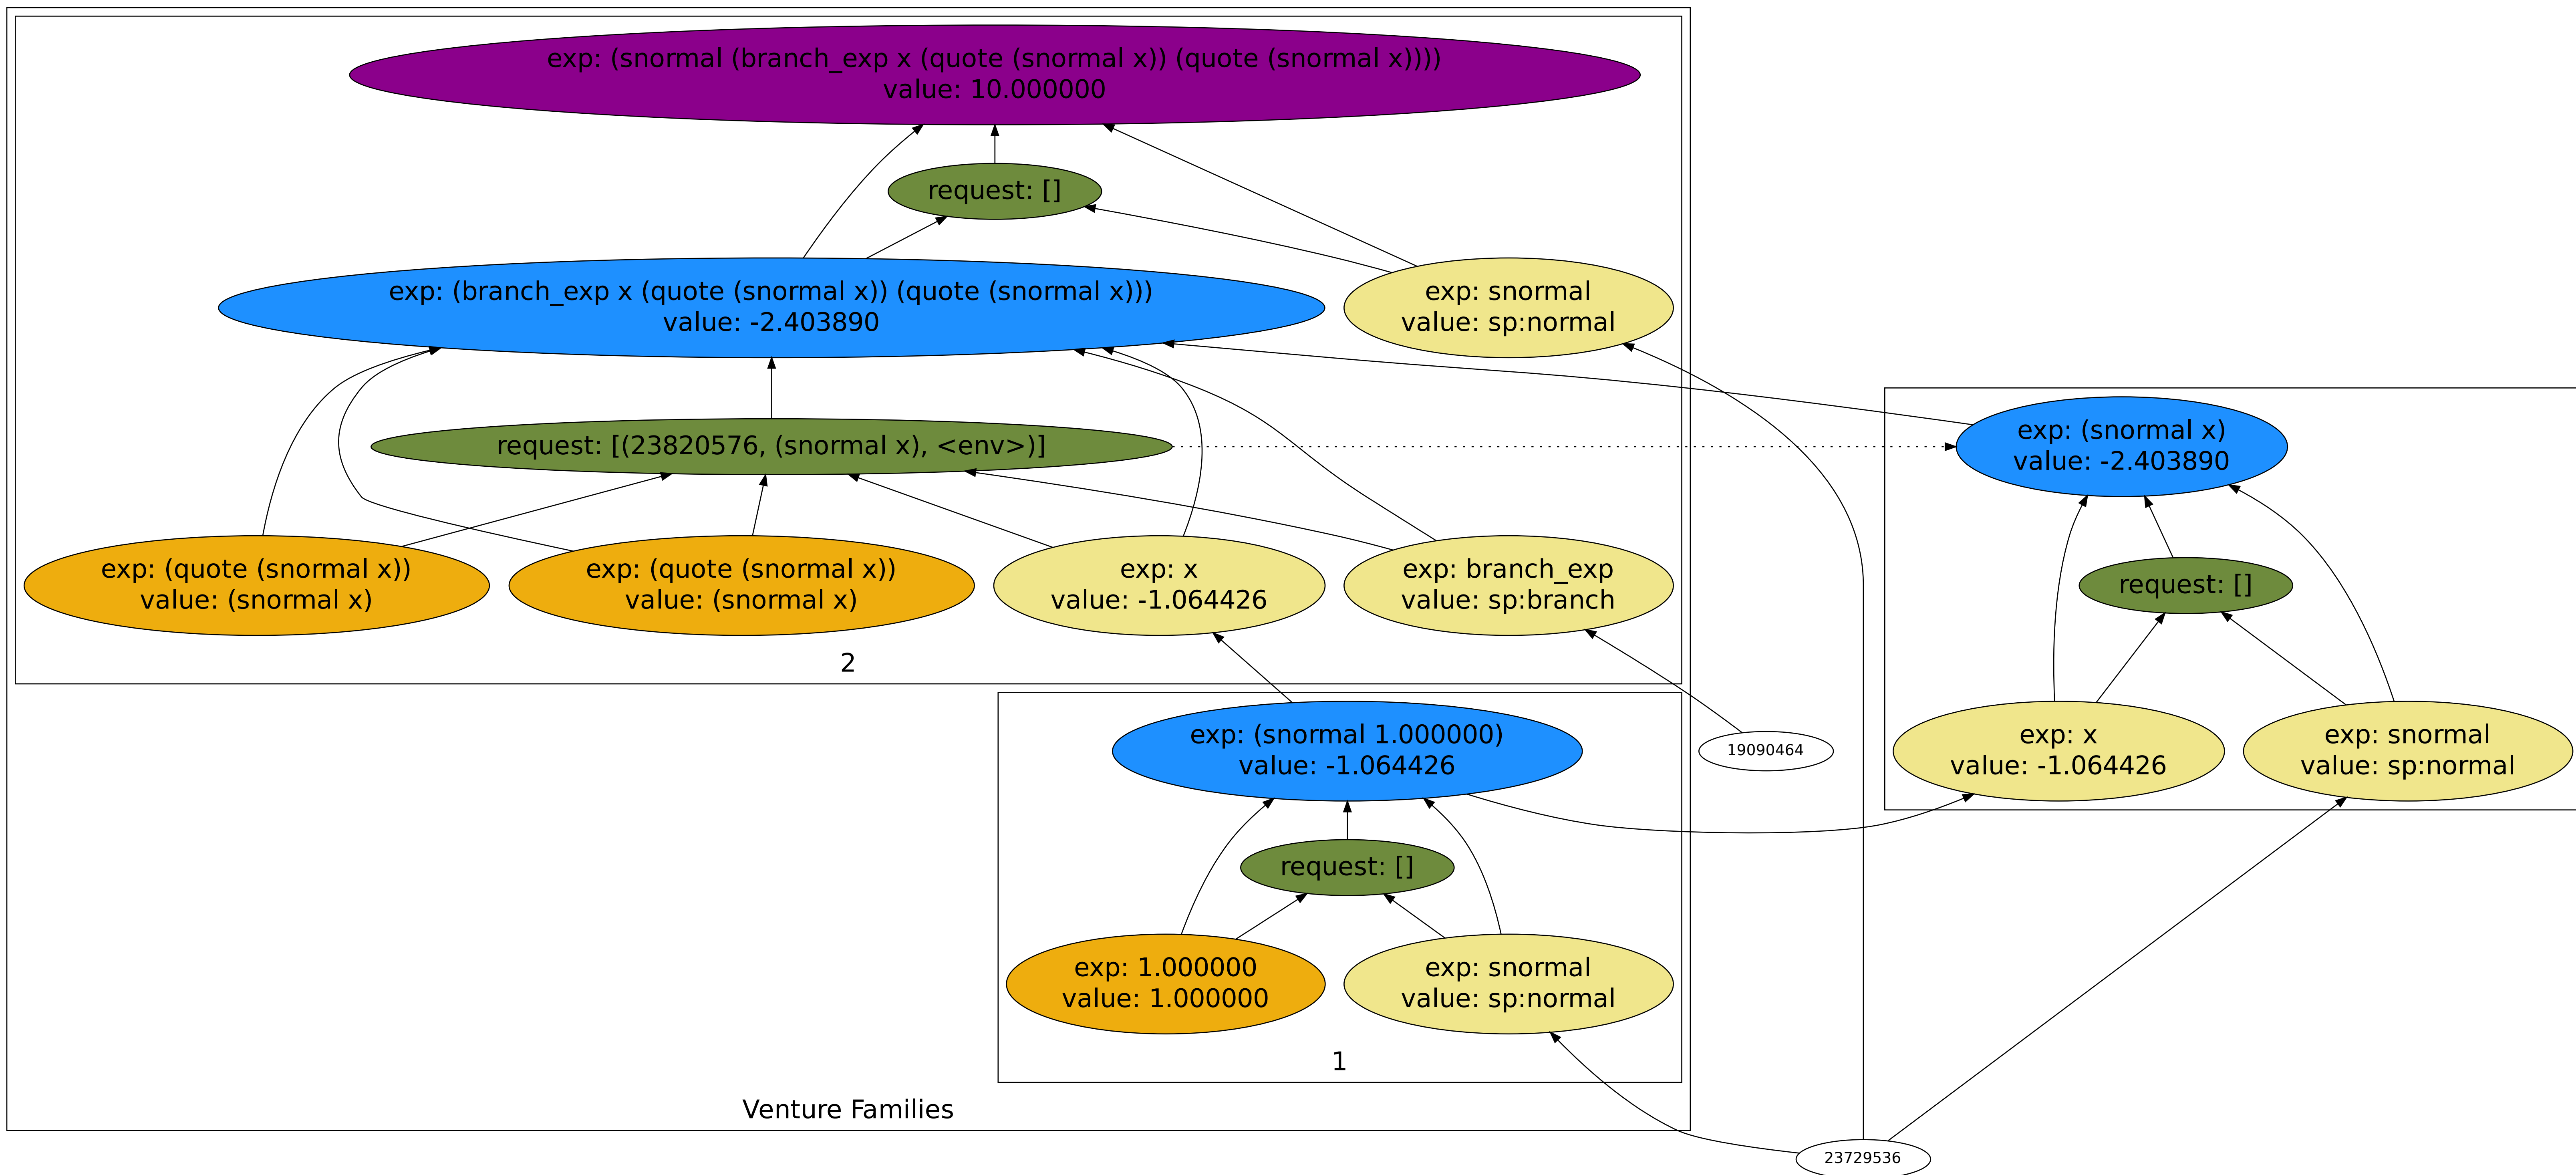 exp: (snormal (branch_exp x (quote (snormal x)) (quote (snormal x))))
value: 10.000000
request: []
exp: (branch_exp x (quote (snormal x)) (quote (snormal x)))
value: -2.403890
exp: snormal
value: sp:normal
request: [(23820576, (snormal x), <env>)]
exp: (snormal x)
value: -2.403890
exp: (quote (snormal x))
value: (snormal x)
exp: (quote (snormal x))
value: (snormal x)
exp: x
value: -1.064426
exp: branch_exp
value: sp:branch
request: []
2
exp: (snormal 1.000000)
value: -1.064426
19090464
exp: x
value: -1.064426
exp: snormal
value: sp:normal
request: []
exp: 1.000000
value: 1.000000
exp: snormal
value: sp:normal
1
Venture Families
23729536